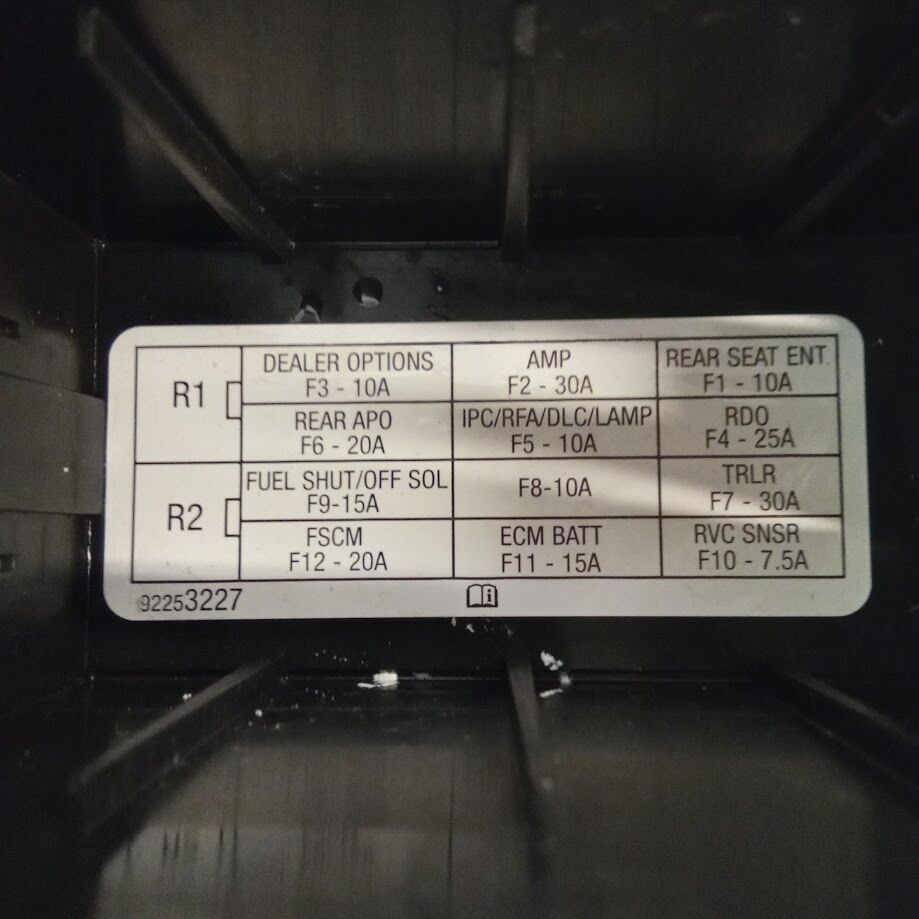 R1
DEALER OPTIONS
F3 - 10A
AMP
F2 - 30A
REAR SEAT ENT.
F1 - 10A
REAR APO
F6 - 20A
IPC/RFA/DLC/LAMP
F5 - 10A
RDO
F4 - 25A
R2
FUEL SHUT/OFF SOL
F9-15A
F8-10A
TRLR
F7 - 30A
FSCM
F12 - 20A
ECM BATT
F11 - 15A
RVC SNSR
F10 - 7.5A
92253227
i